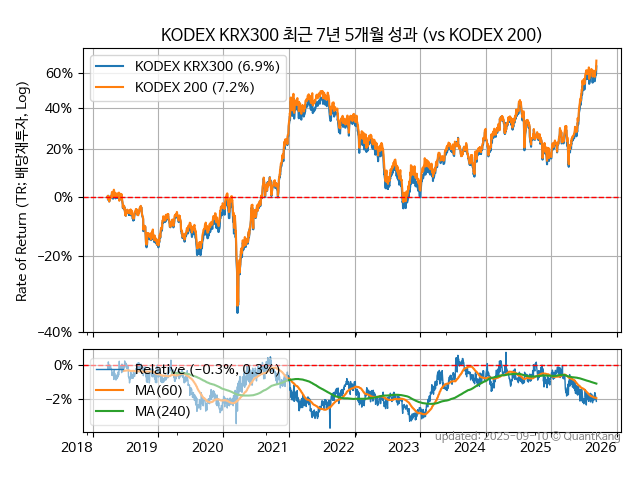 KODEX KRX300 최근 7년 5개월 성과 (vs KODEX 200)
Rate of Return (TR: 배당재투자, Log)
60%
40%
20%
0%
−20%
−40%
KODEX KRX300 (6.9%)
KODEX 200 (7.2%)
0%
−2%
Relative (−0.3%, 0.3%)
MA(60)
MA(240)
updated: 2025-09-10 © QuantKang
2018 2019 2020 2021 2022 2023 2024 2025 2026